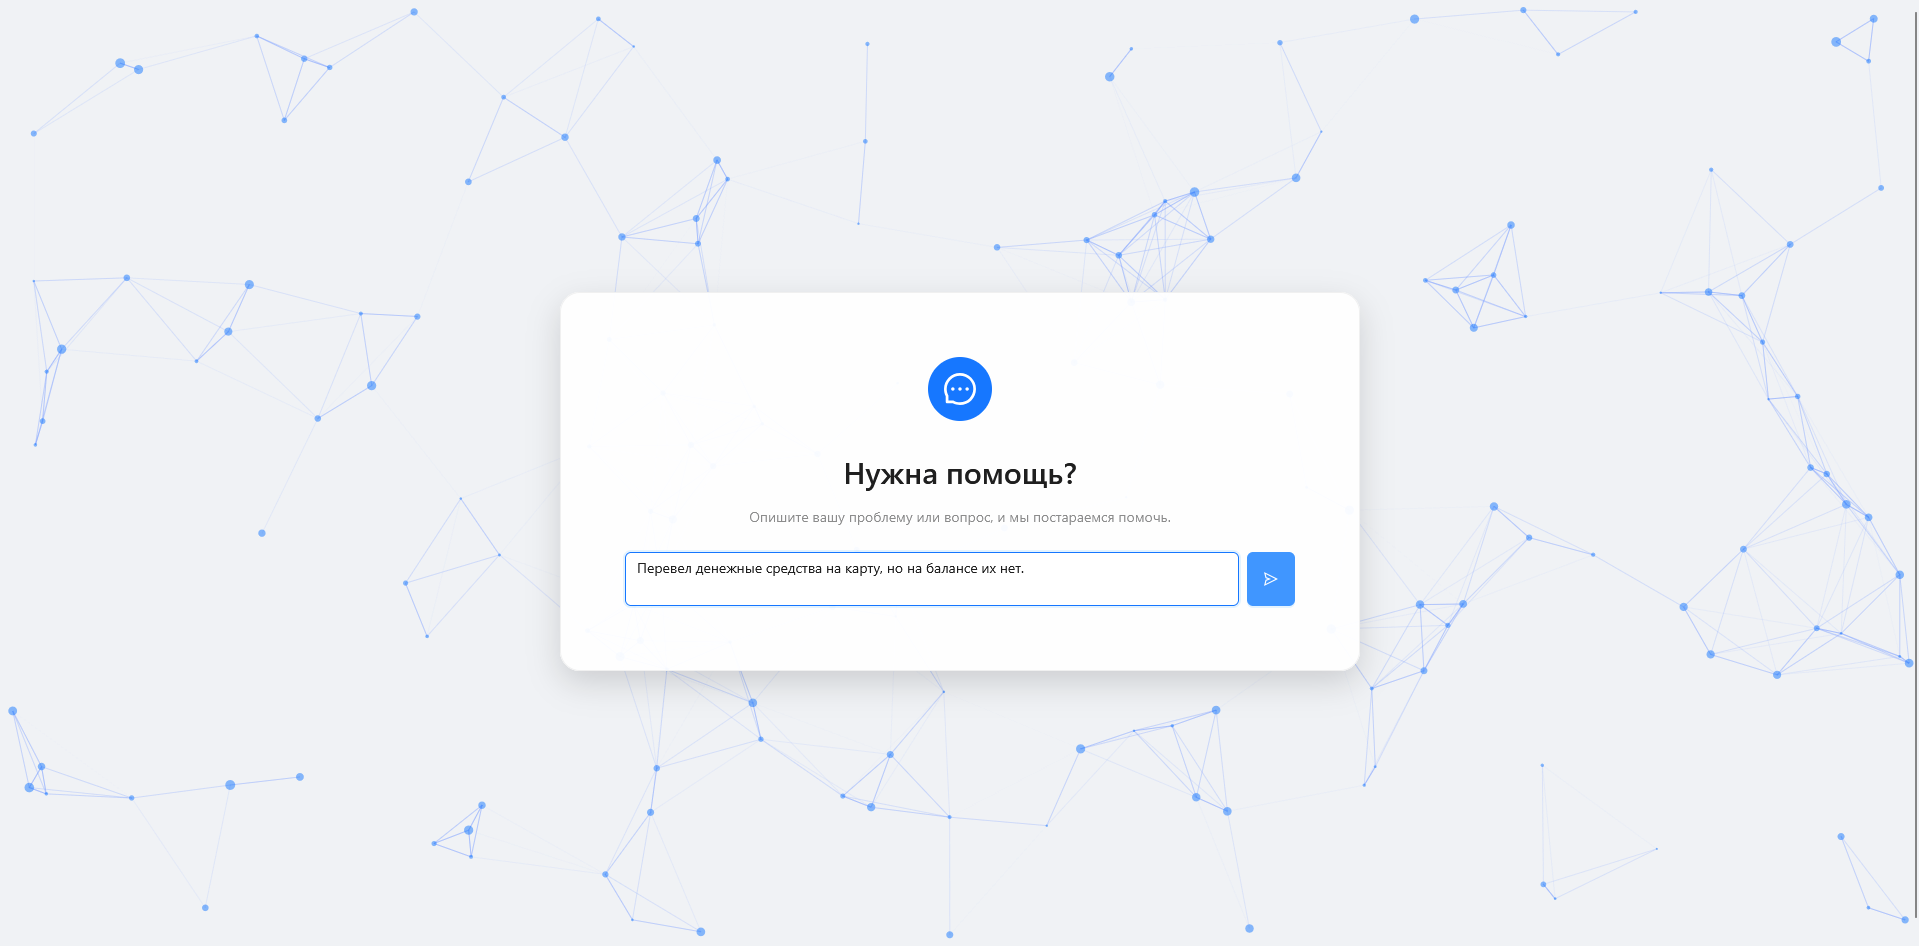 Нужна помощь?
Опишите вашу проблему или вопрос, и мы постараемся помочь.
Перевел денежные средства на карту, но на балансе их нет.